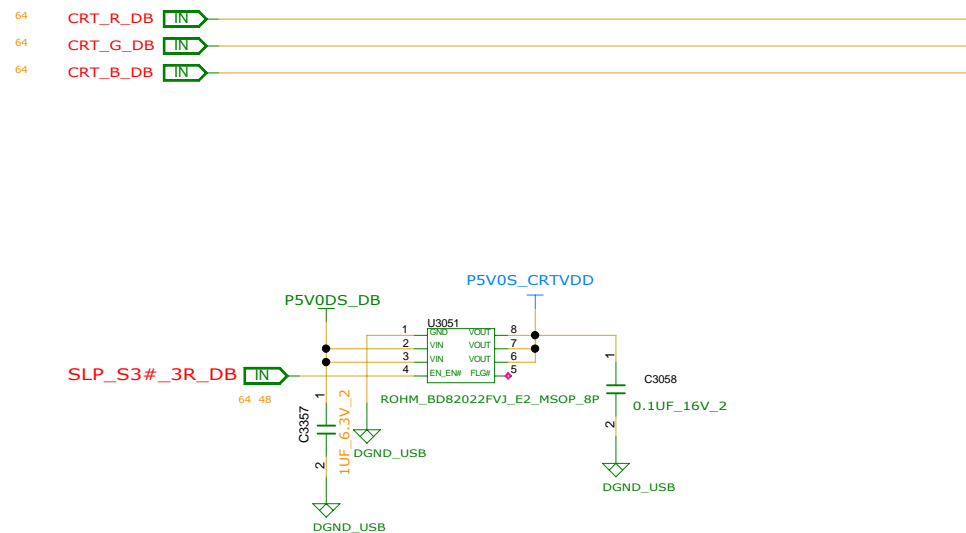 64 CRT_R_DB IN
64 CRT_G_DB IN
64 CRT_B_DB IN
P5V0S_CRTVDD
P5V0DS_DB
U3051
1 GND VOUT 8
2 VIN VOUT 7
3 VIN VOUT 6
4 EN_EN# FLG# 5
SLP_S3#_3R_DB IN
64 48
ROHM_BD82022FVJ_E2_MSOP_8P
1
C3357
1UF_6.3V_2
2
DGND_USB
DGND_USB
1
C3058
0.1UF_16V_2
2
DGND_USB